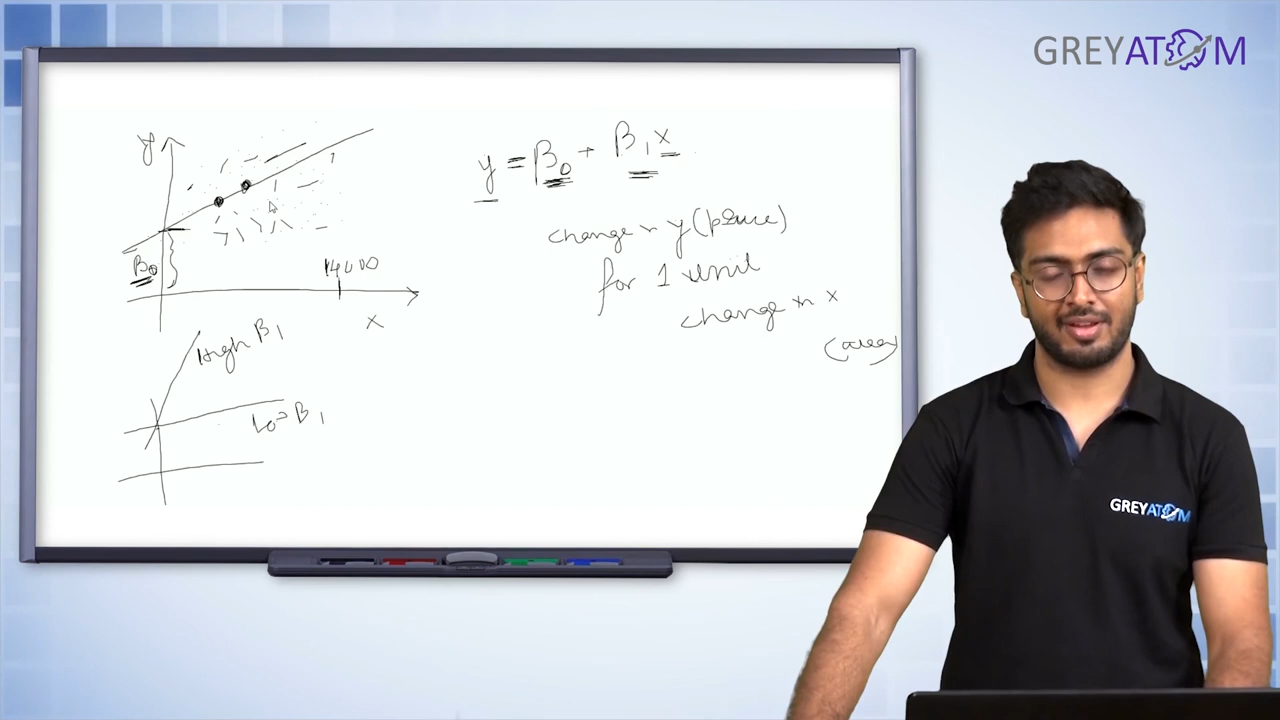 GREYATOM
y
β₀
14000
x
y = β₀ + β₁x
change in y (price)
for 1 unit
change in x
(area)
High β₁
low β₁
GREYATOM